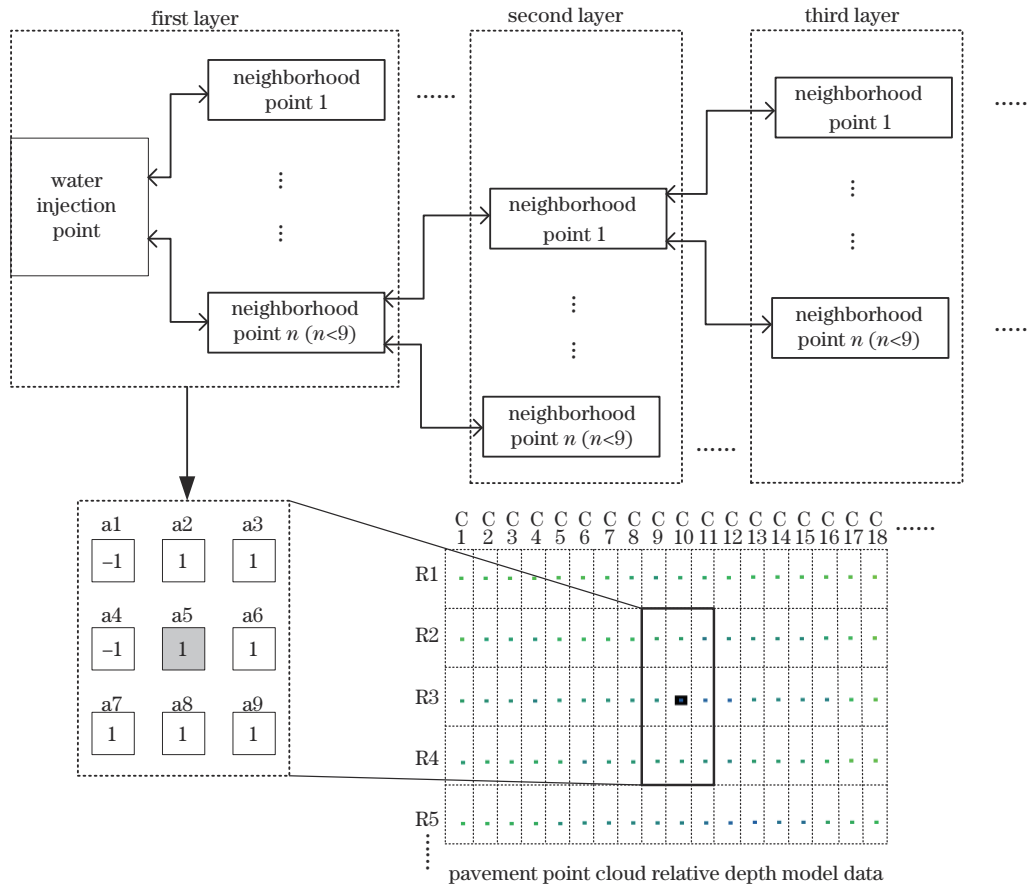 first layer
second layer
third layer
neighborhood
point 1
......
neighborhood
point 1
.....
water
injection
point
neighborhood
point 1
neighborhood
point n (n<9)
neighborhood
point n (n<9)
.....
neighborhood
point n (n<9)
......
a1 a2 a3
−1 1 1
a4 a5 a6
−1 1 1
a7 a8 a9
1 1 1
C C C C C C C C C C C C C C C C C C ......
1 2 3 4 5 6 7 8 9 10 11 12 13 14 15 16 17 18
R1
R2
R3
R4
R5
pavement point cloud relative depth model data